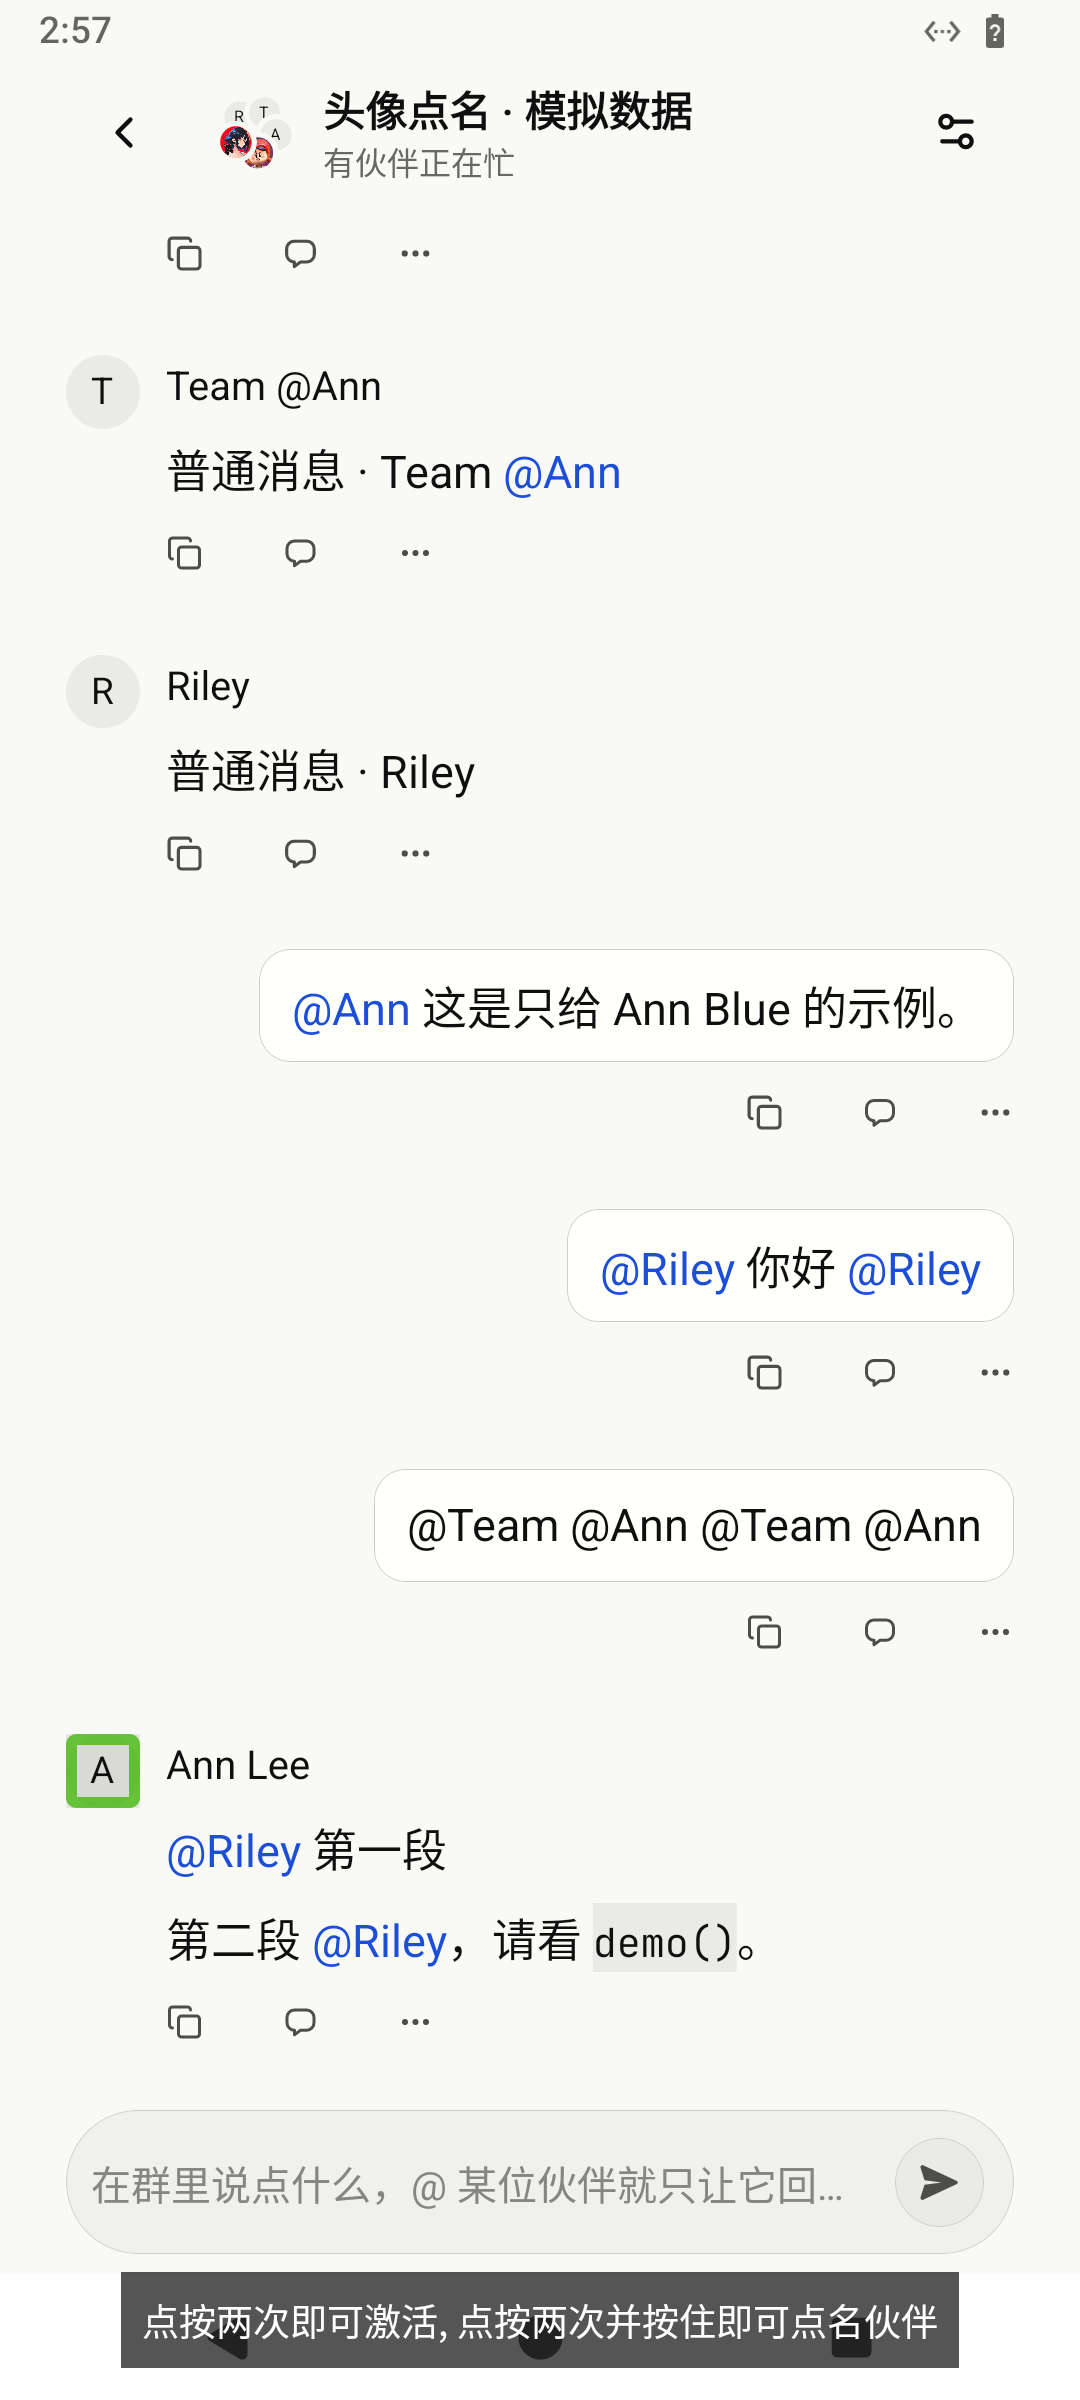 2:57
R T A
头像点名 · 模拟数据
有伙伴正在忙
T
Team @Ann
普通消息 · Team @Ann
R
Riley
普通消息 · Riley
@Ann 这是只给 Ann Blue 的示例。
@Riley 你好 @Riley
@Team @Ann @Team @Ann
A
Ann Lee
@Riley 第一段
第二段 @Riley，请看 demo()。
在群里说点什么，@ 某位伙伴就只让它回…
点按两次即可激活, 点按两次并按住即可点名伙伴